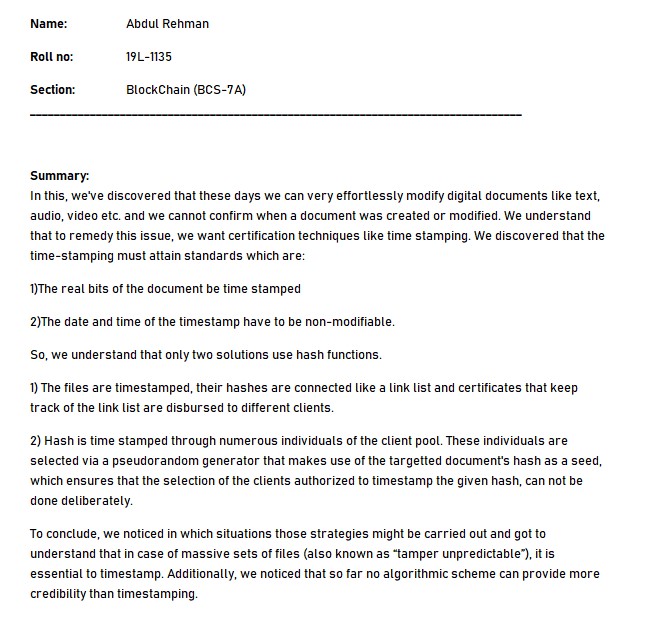 Name: Abdul Rehman
Roll no: 19L-1135
Section: BlockChain (BCS-7A)
Summary:
In this, we've discovered that these days we can very effortlessly modify digital documents like text,
audio, video etc. and we cannot confirm when a document was created or modified. We understand
that to remedy this issue, we want certification techniques like time stamping. We discovered that the
time-stamping must attain standards which are:
1)The real bits of the document be time stamped
2)The date and time of the timestamp have to be non-modifiable.
So, we understand that only two solutions use hash functions.
1) The files are timestamped, their hashes are connected like a link list and certificates that keep
track of the link list are disbursed to different clients.
2) Hash is time stamped through numerous individuals of the client pool. These individuals are
selected via a pseudorandom generator that makes use of the targetted document's hash as a seed,
which ensures that the selection of the clients authorized to timestamp the given hash, can not be
done deliberately.
To conclude, we noticed in which situations those strategies might be carried out and got to
understand that in case of massive sets of files (also known as “tamper unpredictable”), it is
essential to timestamp. Additionally, we noticed that so far no algorithmic scheme can provide more
credibility than timestamping.